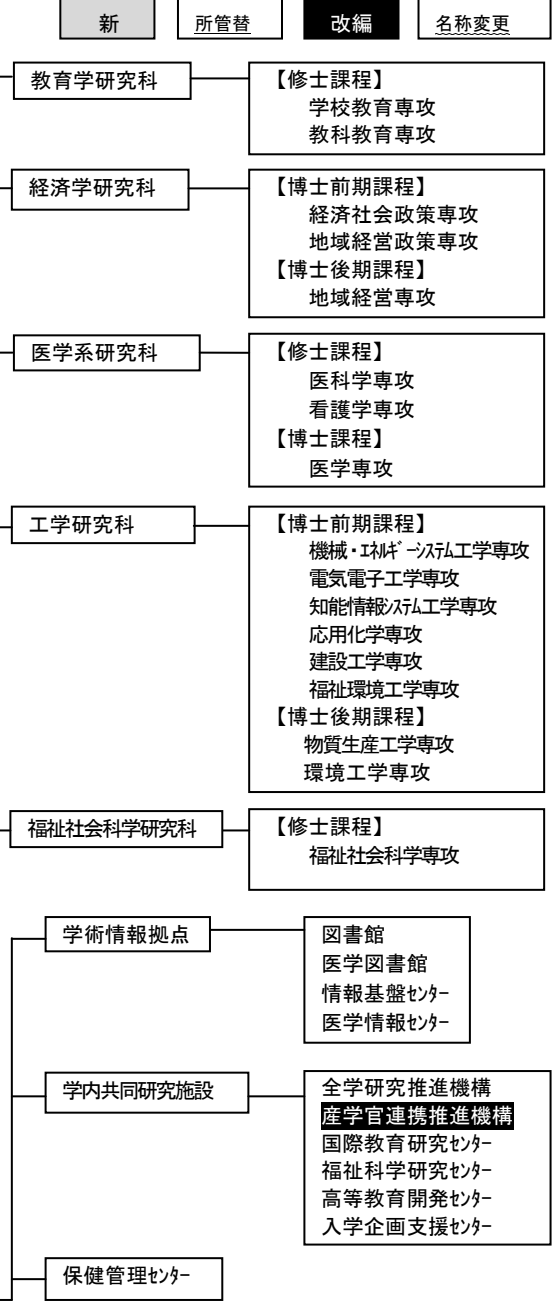 新 所管替 改編 名称変更
教育学研究科
【修士課程】
学校教育専攻
教科教育専攻
経済学研究科
【博士前期課程】
経済社会政策専攻
地域経営政策専攻
【博士後期課程】
地域経営専攻
医学系研究科
【修士課程】
医科学専攻
看護学専攻
【博士課程】
医学専攻
工学研究科
【博士前期課程】
機械・ｴﾈﾙｷﾞｰｼｽﾃﾑ工学専攻
電気電子工学専攻
知能情報ｼｽﾃﾑ工学専攻
応用化学専攻
建設工学専攻
福祉環境工学専攻
【博士後期課程】
物質生産工学専攻
環境工学専攻
福祉社会科学研究科
【修士課程】
福祉社会科学専攻
学術情報拠点
図書館
医学図書館
情報基盤ｾﾝﾀｰ
医学情報ｾﾝﾀｰ
学内共同研究施設
全学研究推進機構
産学官連携推進機構
国際教育研究ｾﾝﾀｰ
福祉科学研究ｾﾝﾀｰ
高等教育開発ｾﾝﾀｰ
入学企画支援ｾﾝﾀｰ
保健管理ｾﾝﾀｰ